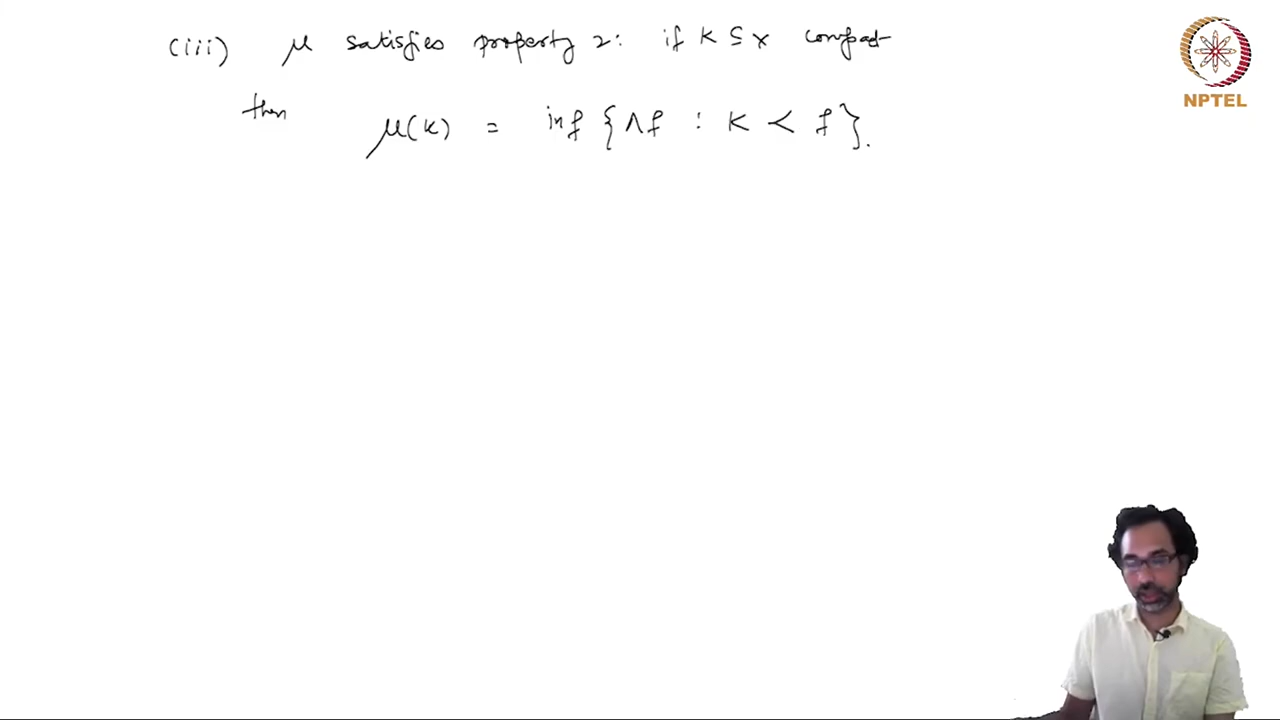 (iii) μ satisfies property 2: if K ⊆ X compact
then μ(K) = inf {Λf : K ≺ f}.
NPTEL